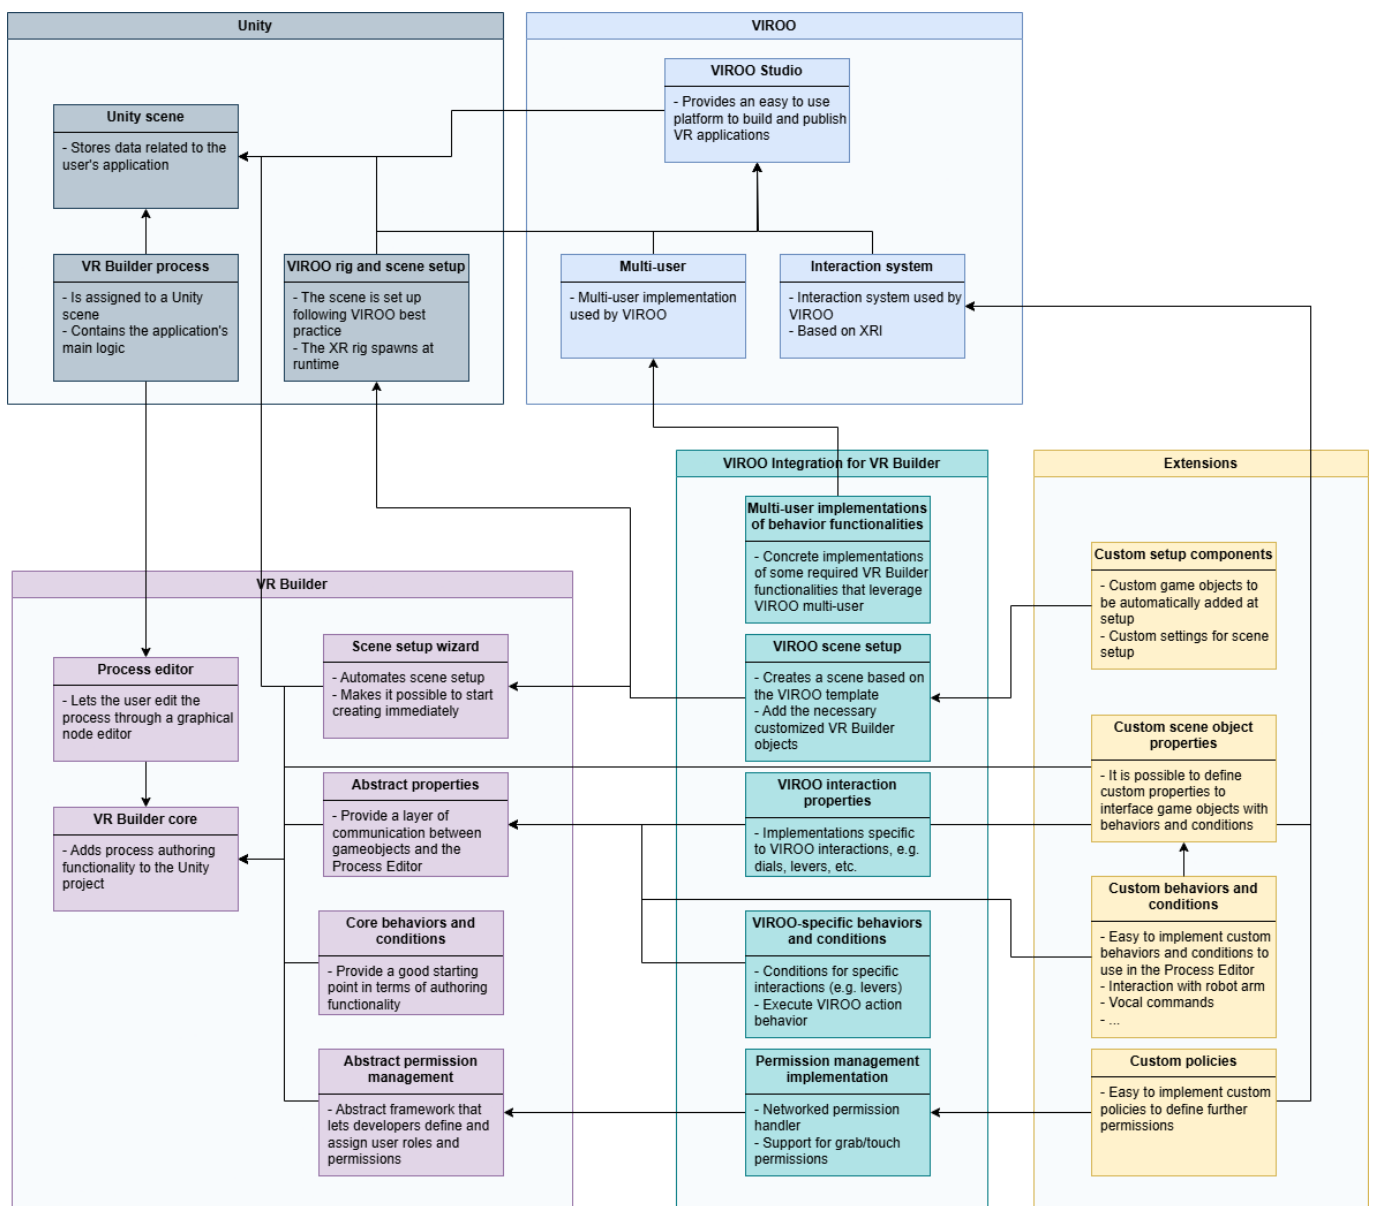 Unity
Unity scene
- Stores data related to the
user's application
VR Builder process
- Is assigned to a Unity
scene
- Contains the application's
main logic
VIROO rig and scene setup
- The scene is set up
following VIROO best
practice
- The XR rig spawns at
runtime
VIROO
VIROO Studio
- Provides an easy to use
platform to build and publish
VR applications
Multi-user
- Multi-user implementation
used by VIROO
Interaction system
- Interaction system used by
VIROO
- Based on XRI
VR Builder
Process editor
- Lets the user edit the
process through a graphical
node editor
VR Builder core
- Adds process authoring
functionality to the Unity
project
Scene setup wizard
- Automates scene setup
- Makes it possible to start
creating immediately
Abstract properties
- Provide a layer of
communication between
gameobjects and the
Process Editor
Core behaviors and
conditions
- Provide a good starting
point in terms of authoring
functionality
Abstract permission
management
- Abstract framework that
lets developers define and
assign user roles and
permissions
VIROO Integration for VR Builder
Multi-user implementations
of behavior functionalities
- Concrete implementations
of some required VR Builder
functionalities that leverage
VIROO multi-user
VIROO scene setup
- Creates a scene based on
the VIROO template
- Add the necessary
customized VR Builder
objects
VIROO interaction
properties
- Implementations specific
to VIROO interactions, e.g.
dials, levers, etc.
VIROO-specific behaviors
and conditions
- Conditions for specific
interactions (e.g. levers)
- Execute VIROO action
behavior
Permission management
implementation
- Networked permission
handler
- Support for grab/touch
permissions
Extensions
Custom setup components
- Custom game objects to
be automatically added at
setup
- Custom settings for scene
setup
Custom scene object
properties
- It is possible to define
custom properties to
interface game objects with
behaviors and conditions
Custom behaviors and
conditions
- Easy to implement custom
behaviors and conditions to
use in the Process Editor
- Interaction with robot arm
- Vocal commands
- ...
Custom policies
- Easy to implement custom
policies to define further
permissions